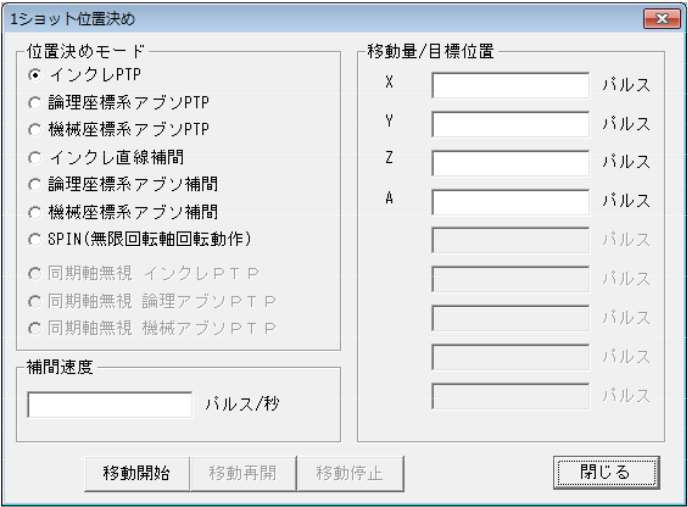 1ショット位置決め
位置決めモード
インクレPTP
論理座標系アブソPTP
機械座標系アブソPTP
インクレ直線補間
論理座標系アブソ補間
機械座標系アブソ補間
SPIN(無限回転軸回転動作)
同期軸無視 インクレＰＴＰ
同期軸無視 論理アブソＰＴＰ
同期軸無視 機械アブソＰＴＰ
補間速度
パルス/秒
移動量/目標位置
X パルス
Y パルス
Z パルス
A パルス
パルス
パルス
パルス
パルス
パルス
移動開始 移動再開 移動停止 閉じる